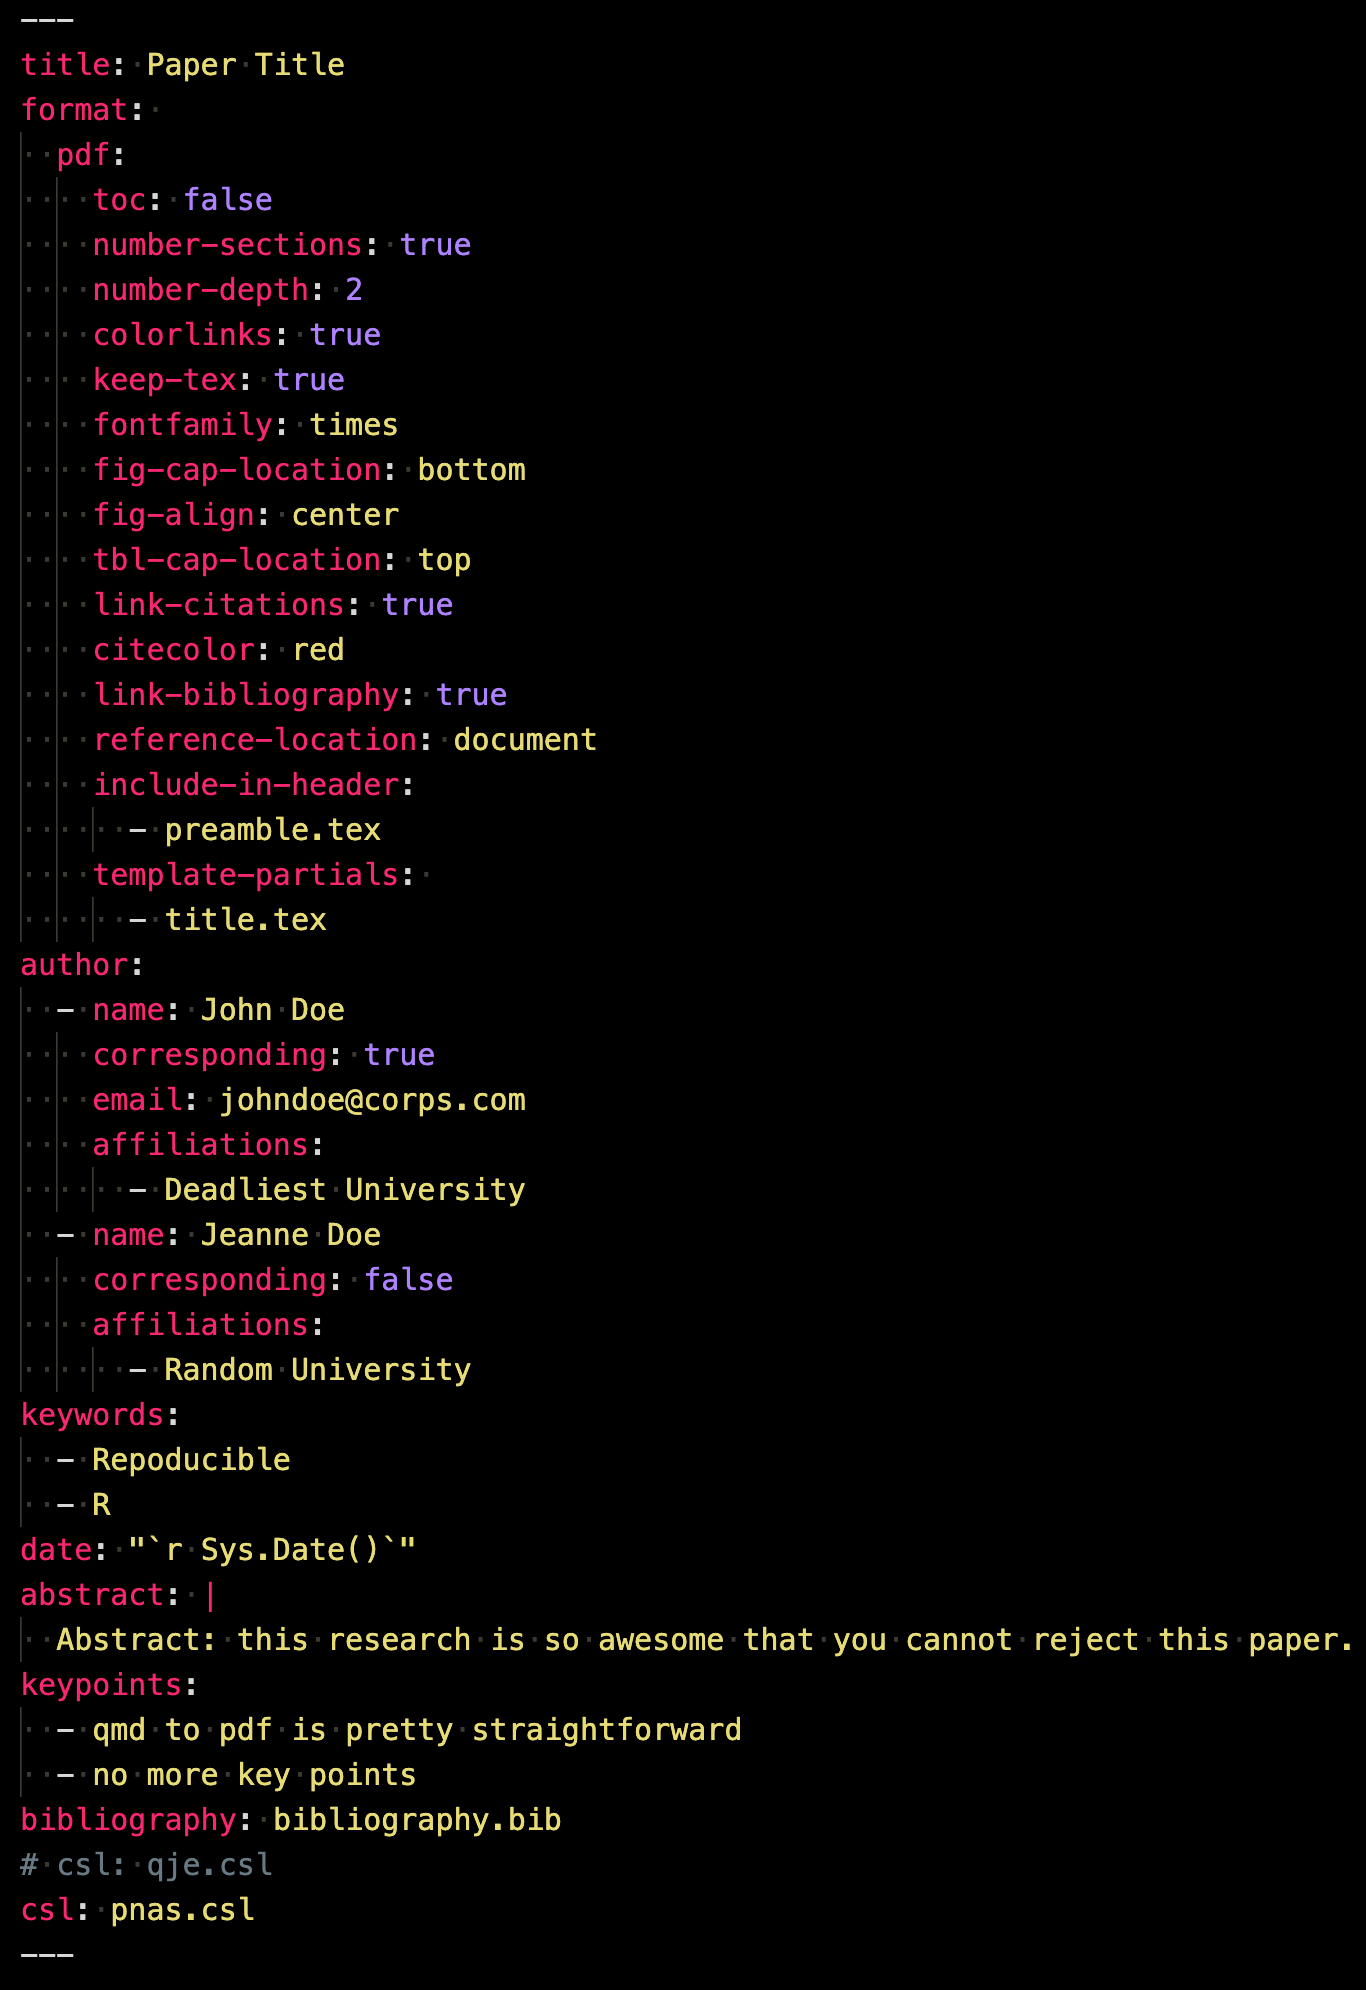 ---
title: Paper Title
format: 
  pdf:
    toc: false
    number-sections: true
    number-depth: 2
    colorlinks: true
    keep-tex: true
    fontfamily: times
    fig-cap-location: bottom
    fig-align: center
    tbl-cap-location: top
    link-citations: true
    citecolor: red
    link-bibliography: true
    reference-location: document
    include-in-header:
      - preamble.tex
    template-partials: 
      - title.tex
author:
  - name: John Doe
    corresponding: true
    email: johndoe@corps.com
    affiliations:
      - Deadliest University
  - name: Jeanne Doe
    corresponding: false
    affiliations:
      - Random University
keywords:
  - Repoducible
  - R
date: "`r Sys.Date()`"
abstract: |
  Abstract: this research is so awesome that you cannot reject this paper.
keypoints:
  - qmd to pdf is pretty straightforward
  - no more key points
bibliography: bibliography.bib
# csl: qje.csl
csl: pnas.csl
---